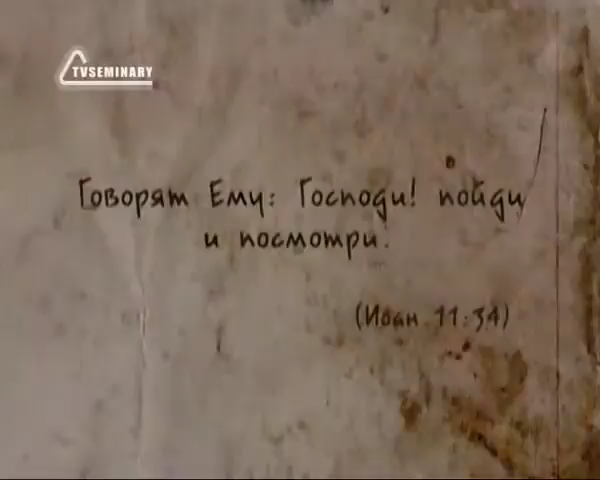 TVSEMINARY
Говорят Ему: Господи! пойди
и посмотри.
(Иоан. 11:34)